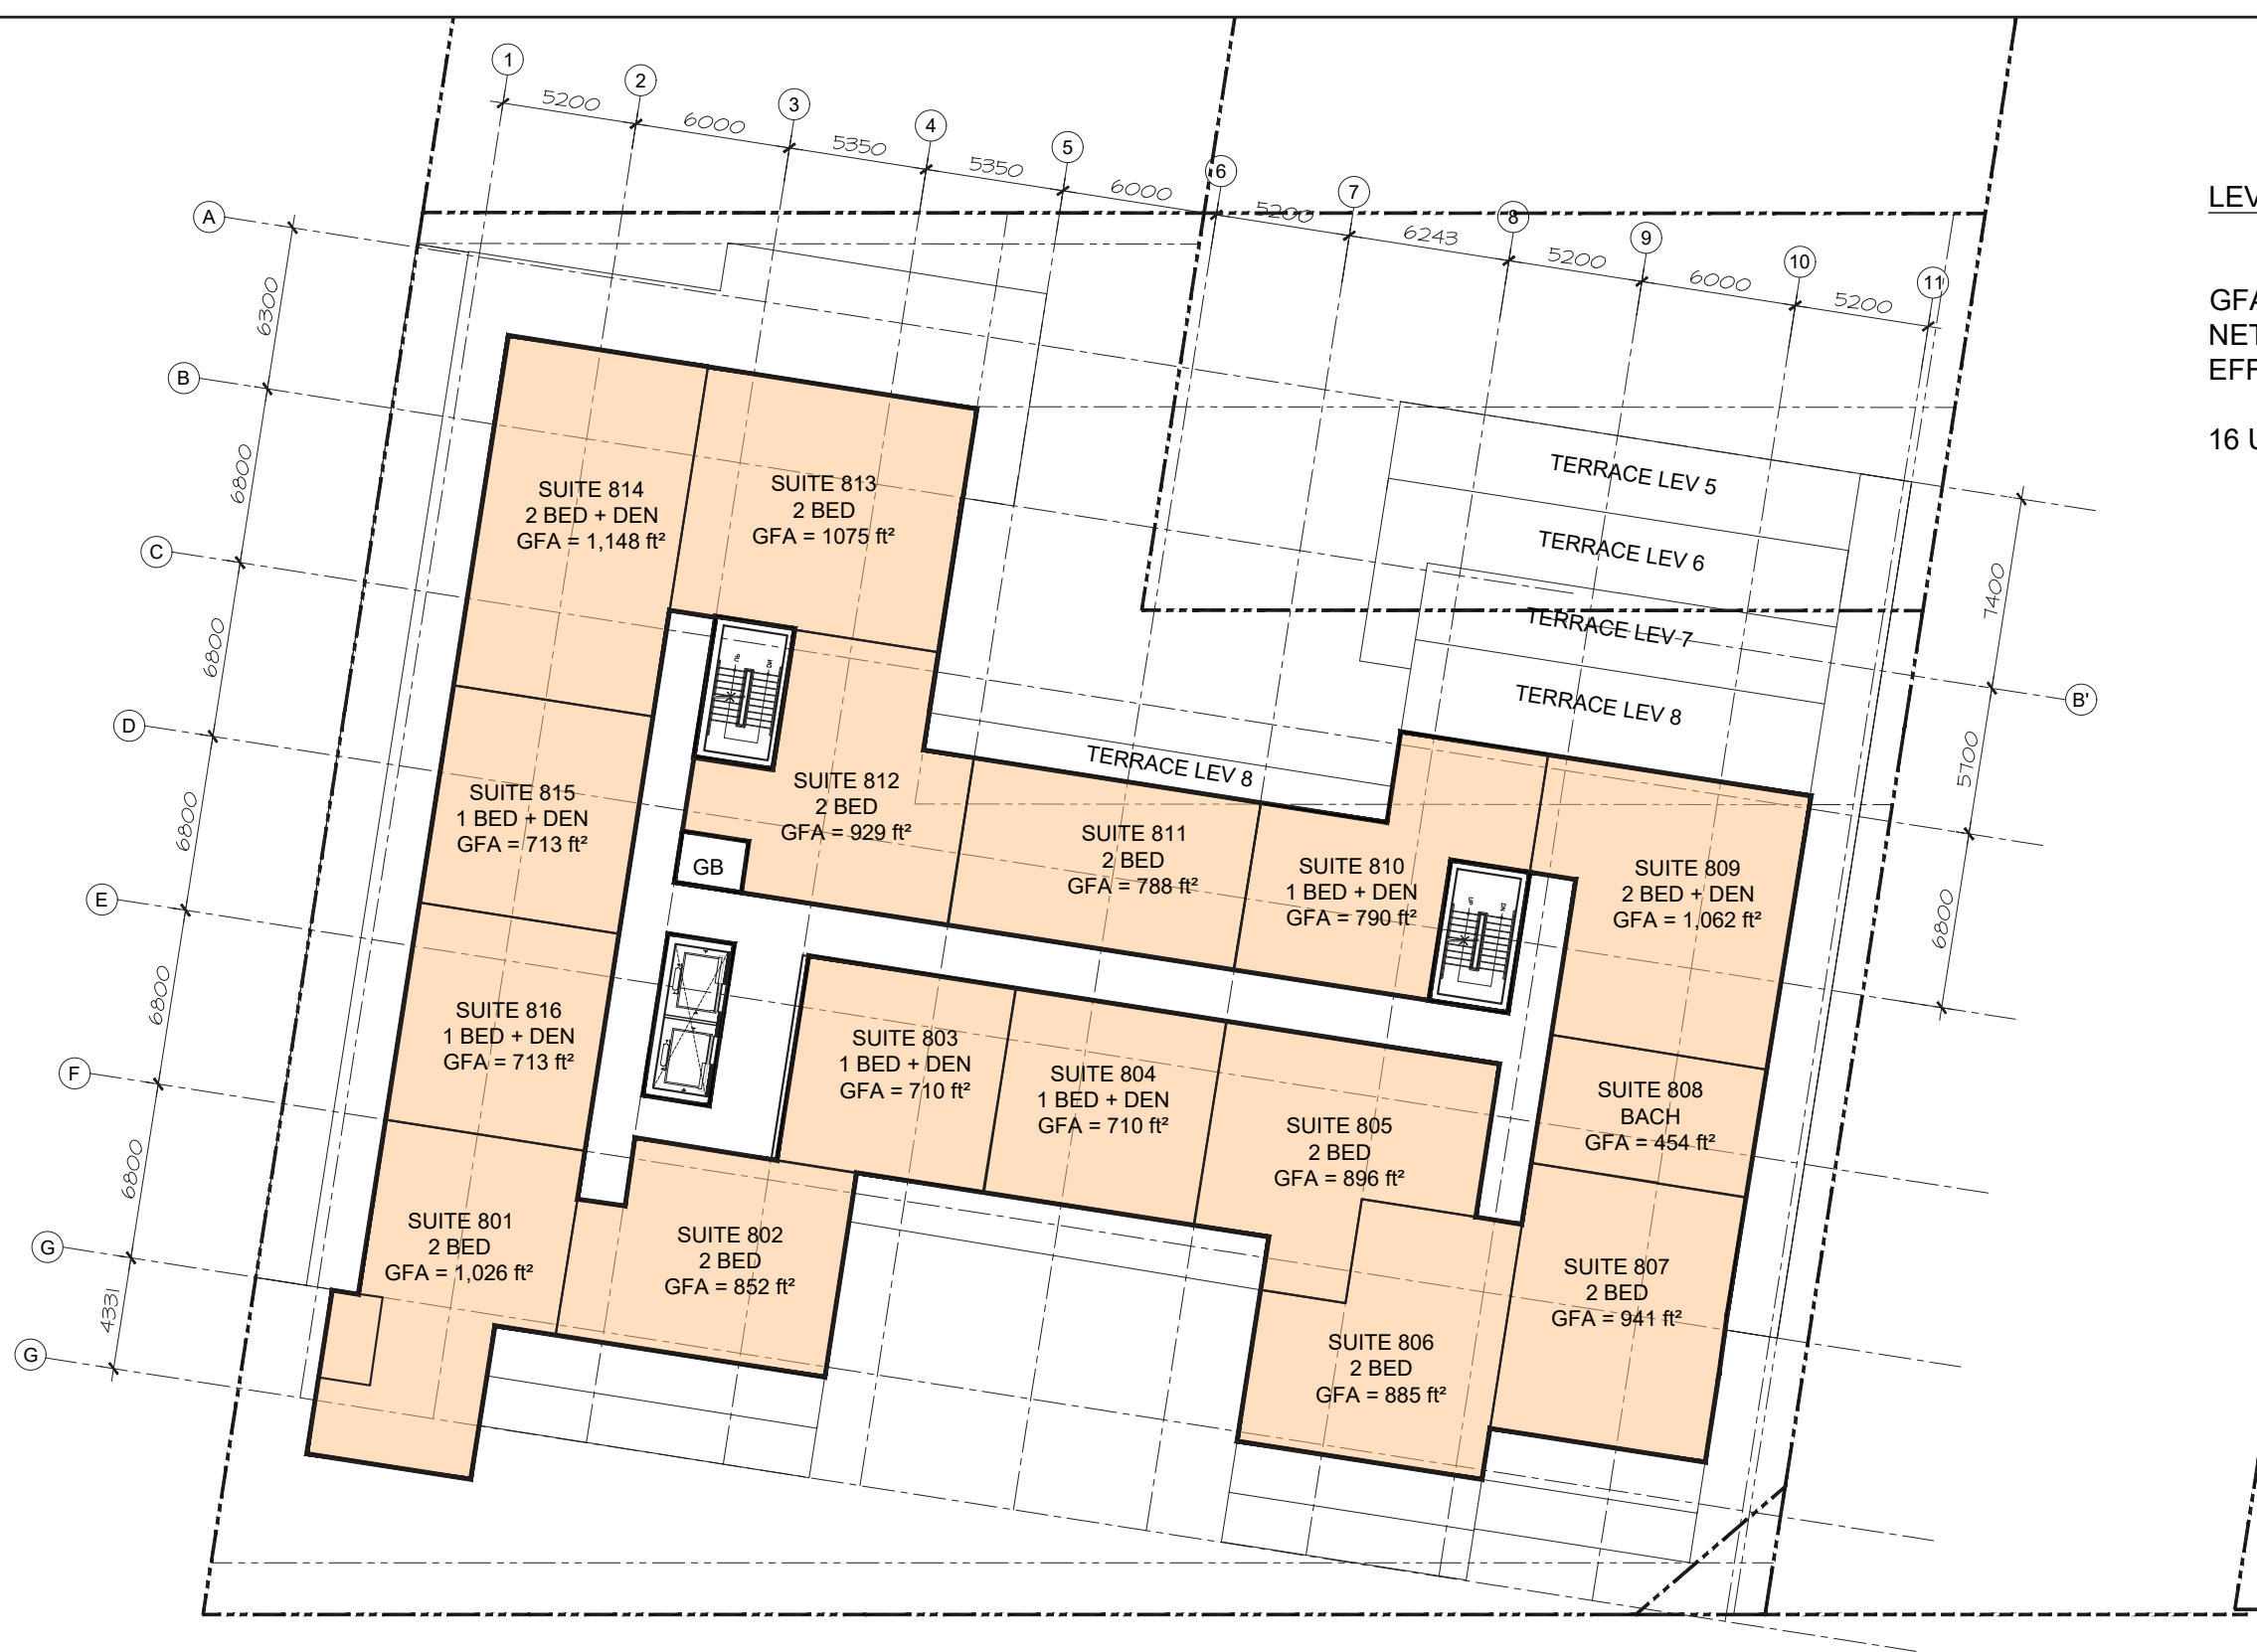 1
2
3
4
5
6
7
8
9
10
11
5200
6000
5350
5350
6000
5200
6243
5200
6000
5200
A
B
C
D
E
F
G
G
6300
6800
6800
6800
6800
6800
4331
B'
7400
5700
6800
LEV
GFA
NET
EFF
16 U
TERRACE LEV 5
TERRACE LEV 6
TERRACE LEV 7
TERRACE LEV 8
TERRACE LEV 8
SUITE 814
2 BED + DEN
GFA = 1,148 ft²
SUITE 813
2 BED
GFA = 1075 ft²
UP
DN
SUITE 815
1 BED + DEN
GFA = 713 ft²
SUITE 812
2 BED
GFA = 929 ft²
GB
SUITE 811
2 BED
GFA = 788 ft²
SUITE 810
1 BED + DEN
GFA = 790 ft²
UP
DN
SUITE 809
2 BED + DEN
GFA = 1,062 ft²
SUITE 816
1 BED + DEN
GFA = 713 ft²
SUITE 803
1 BED + DEN
GFA = 710 ft²
SUITE 804
1 BED + DEN
GFA = 710 ft²
SUITE 805
2 BED
GFA = 896 ft²
SUITE 808
BACH
GFA = 454 ft²
SUITE 801
2 BED
GFA = 1,026 ft²
SUITE 802
2 BED
GFA = 852 ft²
SUITE 806
2 BED
GFA = 885 ft²
SUITE 807
2 BED
GFA = 941 ft²